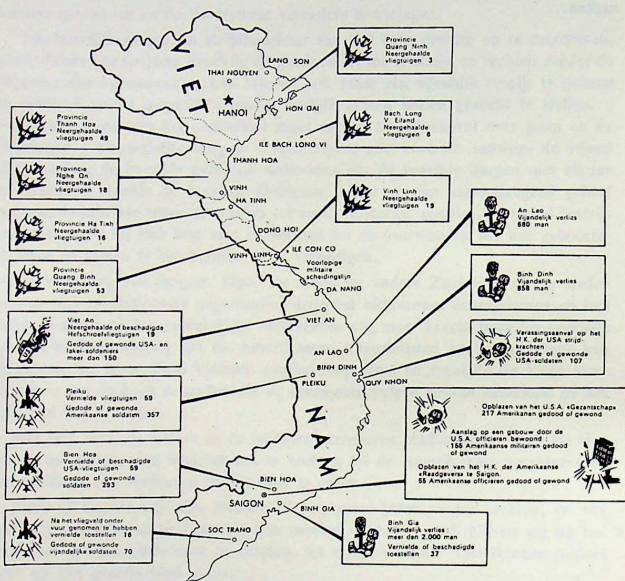 Provincie
Quang Ninh
Neergehaalde
vliegtuigen 3
VIET
LANG SON
THAI NGUYEN
HANOI
HON GAI
Provincie
Thanh Hoa
Neergehaalde
vliegtuigen 49
Bach Long
V. Eiland
Neergehaalde
vliegtuigen 6
ILE BACH LONG VI
THANH HOA
Provincie
Nghe On
Neergehaalde
vliegtuigen 18
Vinh Linh
Neergehaalde
vliegtuigen 19
An Lao
Vijandelijk verlies
680 man
VINH
HA TINH
Provincie Ha Tinh
Neergehaalde
vliegtuigen 16
DONG HOI
ILE CON CO
VINH LINH
Voorlopige
militaire
scheidingslijn
Binh Dinh
Vijandelijk verlies
858 man
Provincie
Quang Binh
Neergehaalde
vliegtuigen 53
DA NANG
VIET AN
Viet An
Neergehaalde of beschadigde
Hefschroefvliegtuigen 19
Gedode of gewonde USA- en
lakei-soldeniers
meer dan 150
Verassingsaanval op het
H.K. der USA strijd-
krachten
Gedode of gewonde
USA-soldaten 107
AN LAO
BINH DINH
PLEIKU
QUY NHON
Pleiku
Vernielde vliegtuigen 59
Gedode of gewonde
Amerikaanse soldaten 357
NAM
Opblazen van het U.S.A. «Gezantschap»
217 Amerikanen gedood
of gewond
Aanslag op een gebouw door de
U.S.A. officieren bewoond :
155 Amerikaanse militairen gedood
of gewond
Opblazen van het H.K. der Amerikaanse
«Raadgevers» te Saigon.
55 Amerikaanse officieren gedood of gewond
Bien Hoa
Vernielde of beschadigde
USA-vliegtuigen 59
Gedode of gewonde
soldaten 293
BIEN HOA
SAIGON
BINH GIA
SOC TRANG
Na het vliegveld onder
vuur genomen te hebben
vernielde toestellen 16
Gedode of gewonde
vijandelijke soldaten 70
Binh Gia
Vijandelijk verlies :
meer dan 2.000 man
Vernielde of beschadigde
toestellen 37